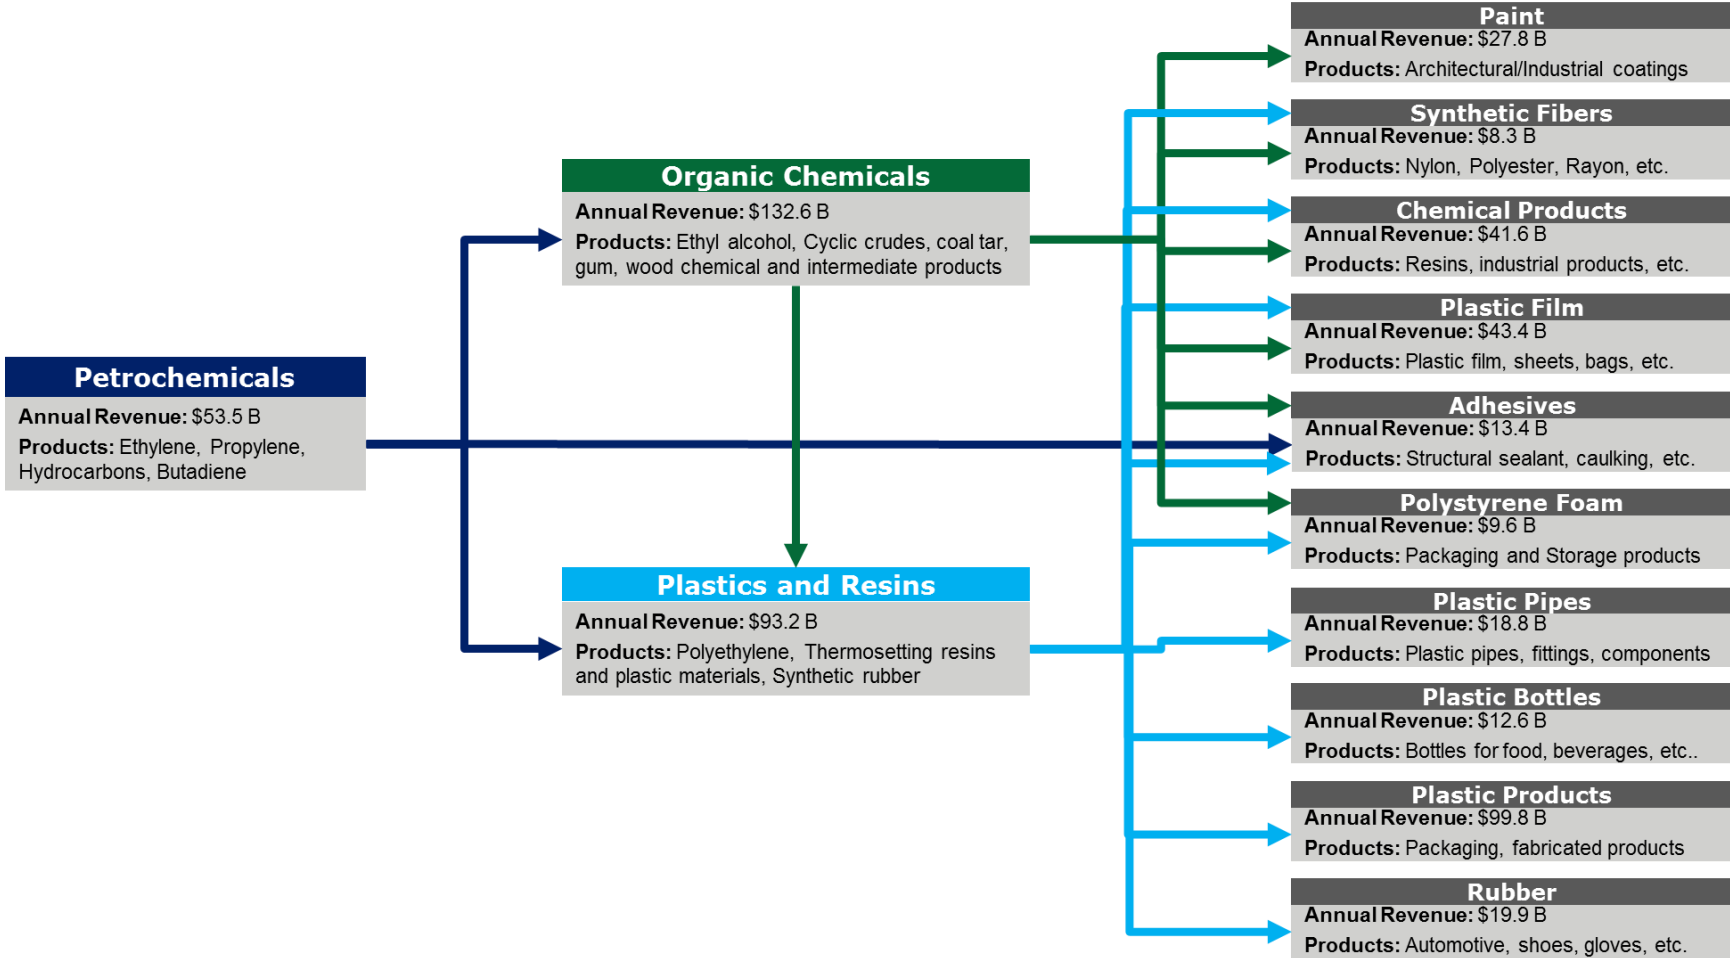 Petrochemicals
Annual Revenue: $53.5 B
Products: Ethylene, Propylene,
Hydrocarbons, Butadiene
Organic Chemicals
Annual Revenue: $132.6 B
Products: Ethyl alcohol, Cyclic crudes, coal tar,
gum, wood chemical and intermediate products
Plastics and Resins
Annual Revenue: $93.2 B
Products: Polyethylene, Thermosetting resins
and plastic materials, Synthetic rubber
Paint
Annual Revenue: $27.8 B
Products: Architectural/Industrial coatings
Synthetic Fibers
Annual Revenue: $8.3 B
Products: Nylon, Polyester, Rayon, etc.
Chemical Products
Annual Revenue: $41.6 B
Products: Resins, industrial products, etc.
Plastic Film
Annual Revenue: $43.4 B
Products: Plastic film, sheets, bags, etc.
Adhesives
Annual Revenue: $13.4 B
Products: Structural sealant, caulking, etc.
Polystyrene Foam
Annual Revenue: $9.6 B
Products: Packaging and Storage products
Plastic Pipes
Annual Revenue: $18.8 B
Products: Plastic pipes, fittings, components
Plastic Bottles
Annual Revenue: $12.6 B
Products: Bottles for food, beverages, etc..
Plastic Products
Annual Revenue: $99.8 B
Products: Packaging, fabricated products
Rubber
Annual Revenue: $19.9 B
Products: Automotive, shoes, gloves, etc.